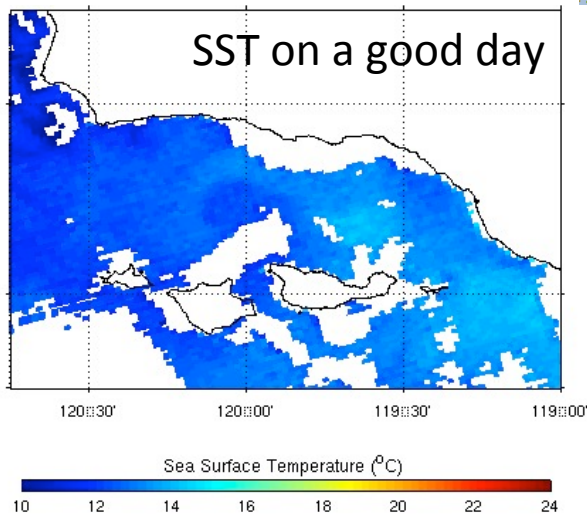 SST on a good day
120⸬30' 120⸬00' 119⸬30' 119⸬00'
Sea Surface Temperature (°C)
10 12 14 16 18 20 22 24